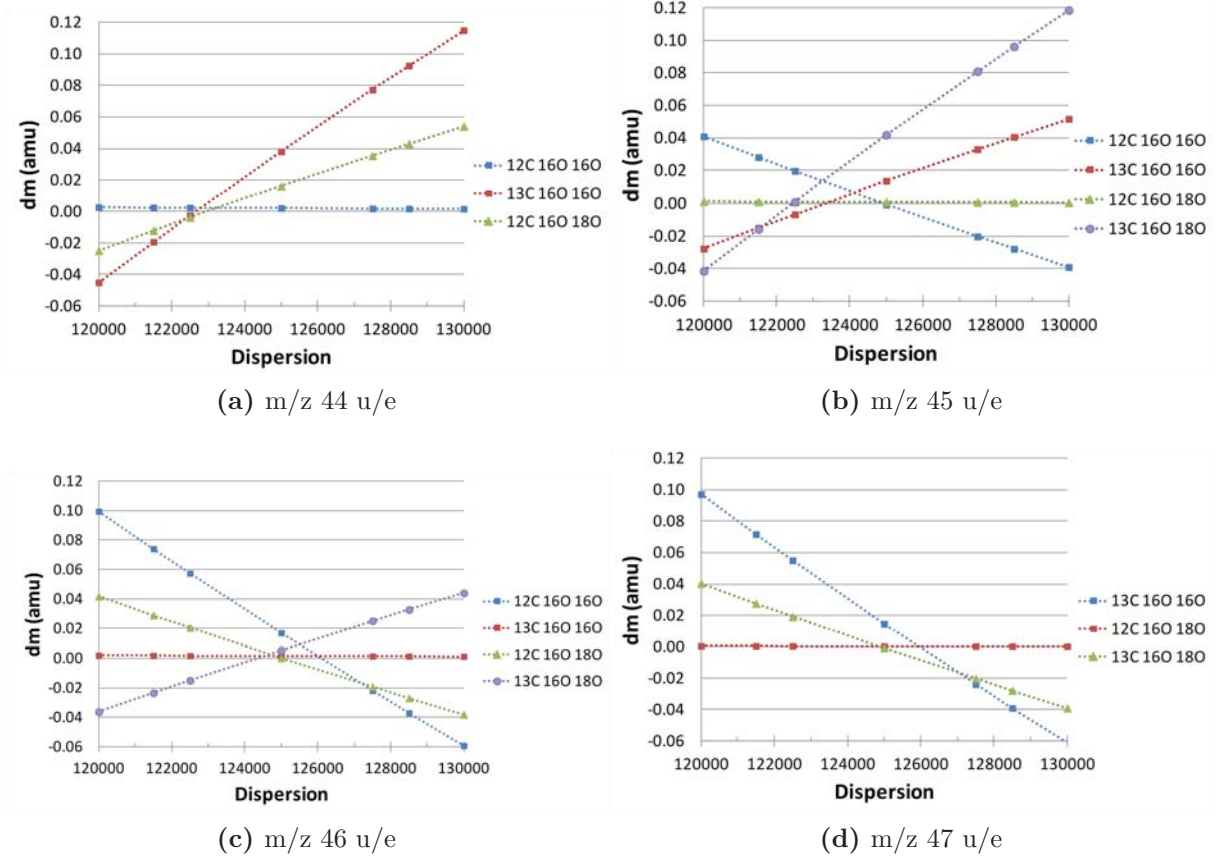 0.12
0.10
0.08
0.06
0.04
0.02
0.00
-0.02
-0.04
-0.06
dm (amu)
120000 122000 124000 126000 128000 130000
Dispersion
12C 16O 16O
13C 16O 16O
12C 16O 18O
(a) m/z 44 u/e
0.12
0.10
0.08
0.06
0.04
0.02
0.00
-0.02
-0.04
-0.06
dm (amu)
120000 122000 124000 126000 128000 130000
Dispersion
12C 16O 16O
13C 16O 16O
12C 16O 18O
13C 16O 18O
(b) m/z 45 u/e
0.12
0.10
0.08
0.06
0.04
0.02
0.00
-0.02
-0.04
-0.06
dm (amu)
120000 122000 124000 126000 128000 130000
Dispersion
12C 16O 16O
13C 16O 16O
12C 16O 18O
13C 16O 18O
(c) m/z 46 u/e
0.12
0.10
0.08
0.06
0.04
0.02
0.00
-0.02
-0.04
-0.06
dm (amu)
120000 122000 124000 126000 128000 130000
Dispersion
13C 16O 16O
12C 16O 18O
13C 16O 18O
(d) m/z 47 u/e